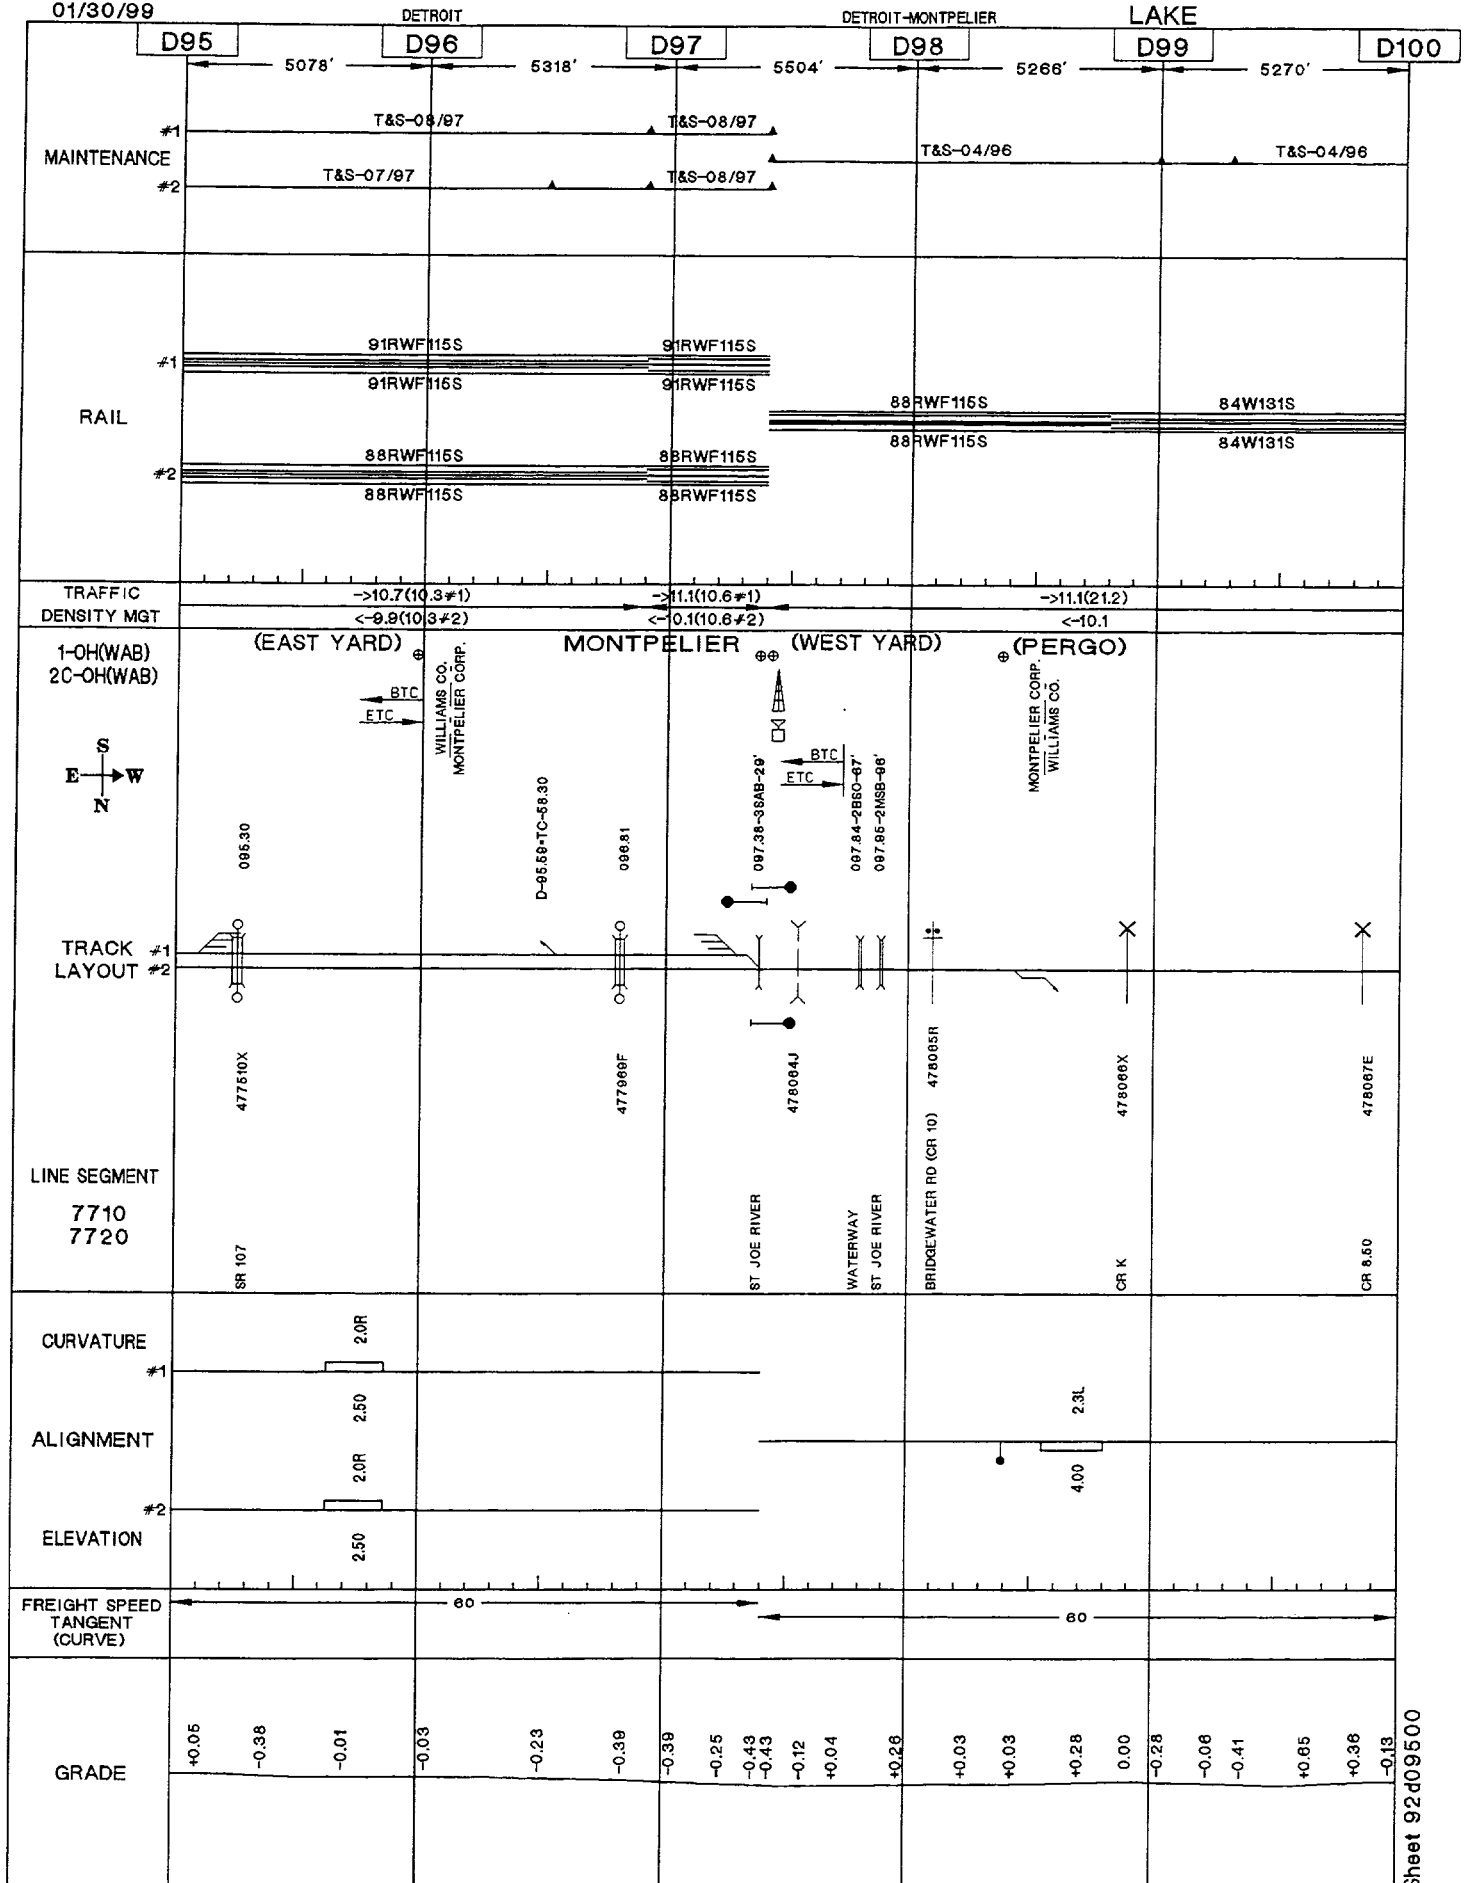 01/30/99
DETROIT
DETROIT-MONTPELIER
LAKE
D95
D96
D97
D98
D99
D100
5078′
5318′
5504′
5266′
5270′
MAINTENANCE
#1
T&S-08/97
T&S-08/97
T&S-04/96
T&S-04/96
#2
T&S-07/97
T&S-08/97
RAIL
#1
91RWF115S
91RWF115S
91RWF115S
91RWF115S
88RWF115S
84W131S
88RWF115S
84W131S
#2
88RWF115S
88RWF115S
88RWF115S
88RWF115S
TRAFFIC
DENSITY MGT
->10.7(10.3#1)
->11.1(10.6#1)
->11.1(21.2)
<-9.9(10.3#2)
<-10.1(10.6#2)
<-10.1
1-OH(WAB)
2C-OH(WAB)
(EAST YARD)
MONTPELIER
(WEST YARD)
(PERGO)
BTC
ETC
WILLIAMS CO.
MONTPELIER CORP.
BTC
ETC
MONTPELIER CORP.
WILLIAMS CO.
S
E W
N
095.30
D-95.59=TC-58.30
096.81
097.38-3SAB-29′
097.84-2BSO-67′
097.95-2MSB-96′
TRACK #1
LAYOUT #2
477510X
477969F
478064J
478065R
478066X
478067E
LINE SEGMENT
7710
7720
SR 107
ST JOE RIVER
WATERWAY
ST JOE RIVER
BRIDGEWATER RD (CR 10)
CR K
CR 8.50
CURVATURE
#1
2.0R
2.50
ALIGNMENT
2.3L
4.00
#2
2.0R
2.50
ELEVATION
FREIGHT SPEED
TANGENT
(CURVE)
60
60
GRADE
+0.05
-0.38
-0.01
-0.03
-0.23
-0.39
-0.39
-0.25
-0.43
-0.43
-0.12
+0.04
+0.26
+0.03
+0.03
+0.28
0.00
-0.28
-0.06
-0.41
+0.65
+0.36
-0.13
Sheet 92d09500